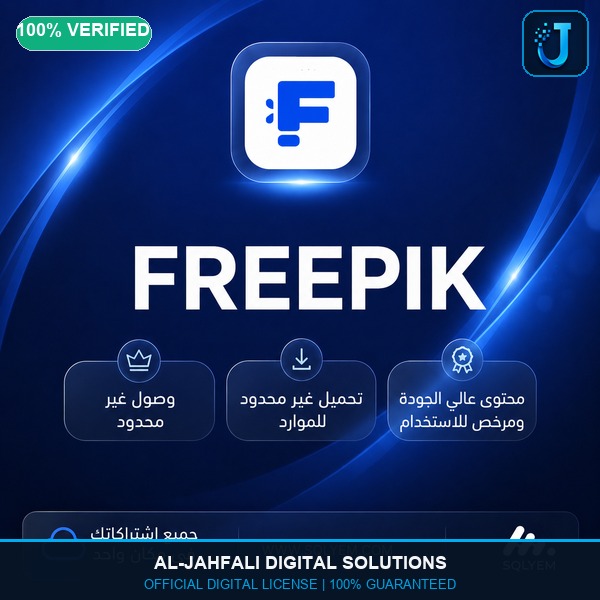 100% VERIFIED
J
F
FREEPIK
وصول غير
محدود
تحميل غير محدود
للموارد
محتوى عالي الجودة
ومرخص للاستخدام
جميع اشتراكاتك
SQLYEM
AL-JAHFALI DIGITAL SOLUTIONS
OFFICIAL DIGITAL LICENSE | 100% GUARANTEED